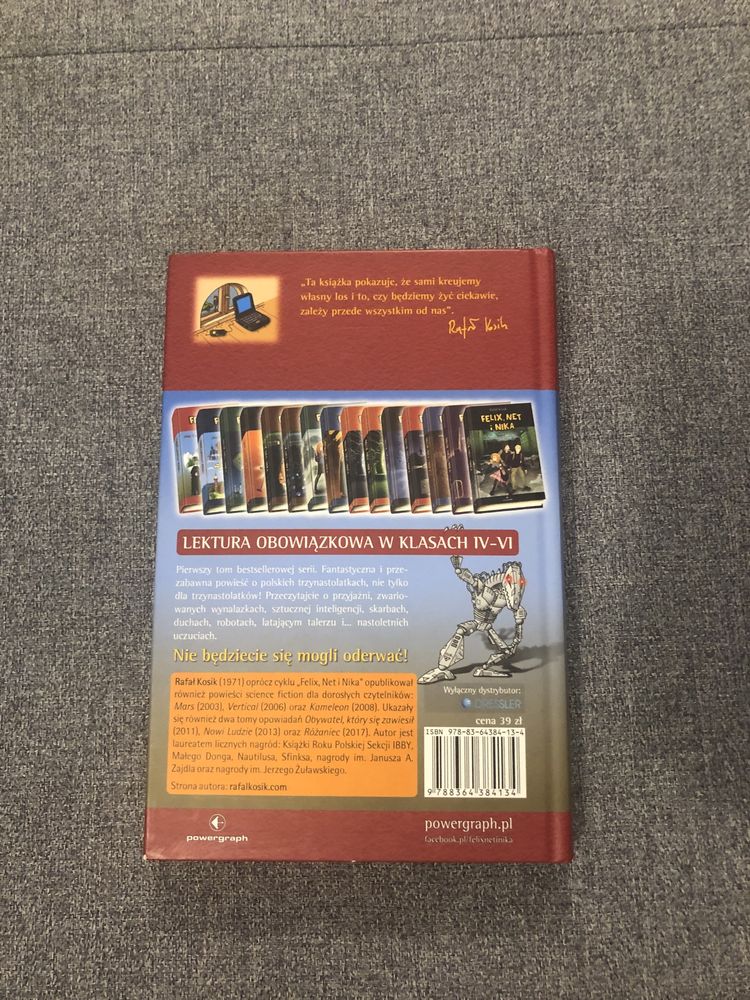 „Ta książka pokazuje, że sami kreujemy
własny los i to, czy będziemy żyć ciekawie,
zależy przede wszystkim od nas".
Rafał Kosik
FELIX, NET
i NIKA
LEKTURA OBOWIĄZKOWA W KLASACH IV-VI
Pierwszy tom bestsellerowej serii. Fantastyczna i prze-
zabawna powieść o polskich trzynastolatkach, nie tylko
dla trzynastolatków! Przeczytajcie o przyjaźni, zwario-
wanych wynalazkach, sztucznej inteligencji, skarbach,
duchach, robotach, latającym talerzu i... nastoletnich
uczuciach.
Nie będziecie się mogli oderwać!
Rafał Kosik (1971) oprócz cyklu „Felix, Net i Nika" opublikował
również powieści science fiction dla dorosłych czytelników:
Mars (2003), Vertical (2006) oraz Kameleon (2008). Ukazały
się również dwa tomy opowiadań Obywatel, który się zawiesił
(2011), Nowi Ludzie (2013) oraz Różaniec (2017). Autor jest
laureatem licznych nagród: Książki Roku Polskiej Sekcji IBBY,
Małego Donga, Nautilusa, Sfinksa, nagrody im. Janusza A.
Zajdla oraz nagrody im. Jerzego Żuławskiego.
Strona autora: rafalkosik.com
Wyłączny dystrybutor:
DRESSLER
cena 39 zł
ISBN 978-83-64384-13-4
9 788364 384134
powergraph
powergraph.pl
facebook.pl/felixnetinika